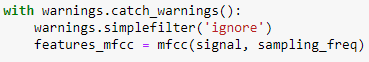 with warnings.catch_warnings():
    warnings.simplefilter('ignore')
    features_mfcc = mfcc(signal, sampling_freq)